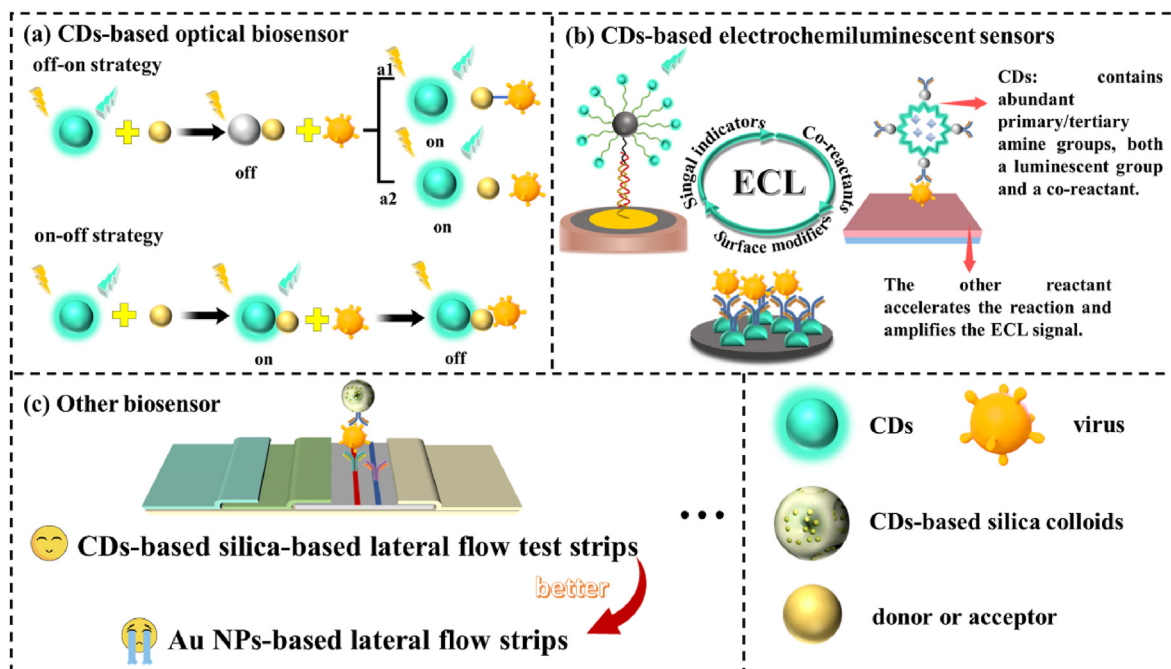 (a) CDs-based optical biosensor
off-on strategy
a1
on
off
a2
on
on-off strategy
on
off
(b) CDs-based electrochemiluminescent sensors
Singal indicators
Co-reactants
ECL
Surface modifiers
CDs: contains
abundant
primary/tertiary
amine groups, both
a luminescent group
and a co-reactant.
The other reactant
accelerates the reaction and
amplifies the ECL signal.
(c) Other biosensor
CDs-based silica-based lateral flow test strips
better
Au NPs-based lateral flow strips
...
CDs
virus
CDs-based silica colloids
donor or acceptor